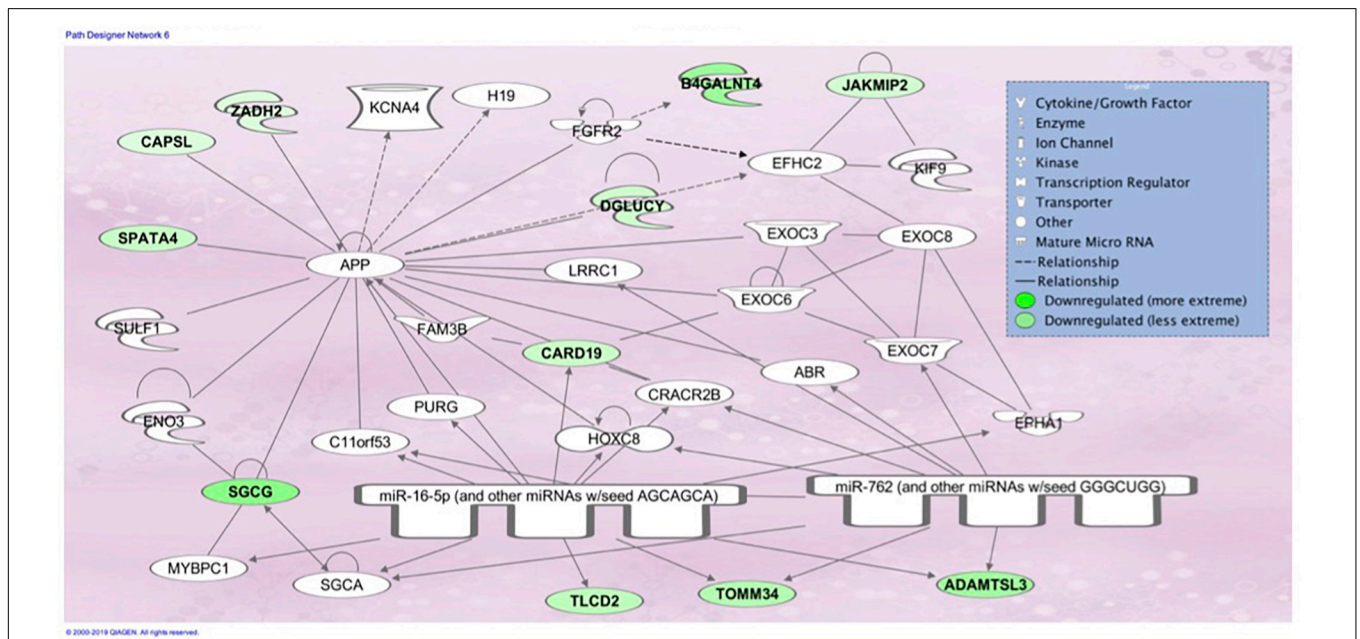 Path Designer Network 6
B4GALNT4
JAKMIP2
ZADH2
KCNA4
H19
FGFR2
CAPSL
EFHC2
KIF9
DGLUCY
SPATA4
EXOC3
EXOC8
APP
LRRC1
EXOC6
SULF1
FAM3B
CARD19
EXOC7
ABR
CRACR2B
ENO3
PURG
C11orf53
HOXC8
EPHA1
SGCG
miR-16-5p (and other miRNAs w/seed AGCAGCA)
miR-762 (and other miRNAs w/seed GGGCUGG)
MYBPC1
SGCA
TLCD2
TOMM34
ADAMTSL3
Legend
Cytokine/Growth Factor
Enzyme
Ion Channel
Kinase
Transcription Regulator
Transporter
Other
Mature Micro RNA
Relationship
Relationship
Downregulated (more extreme)
Downregulated (less extreme)
© 2000-2019 QIAGEN. All rights reserved.